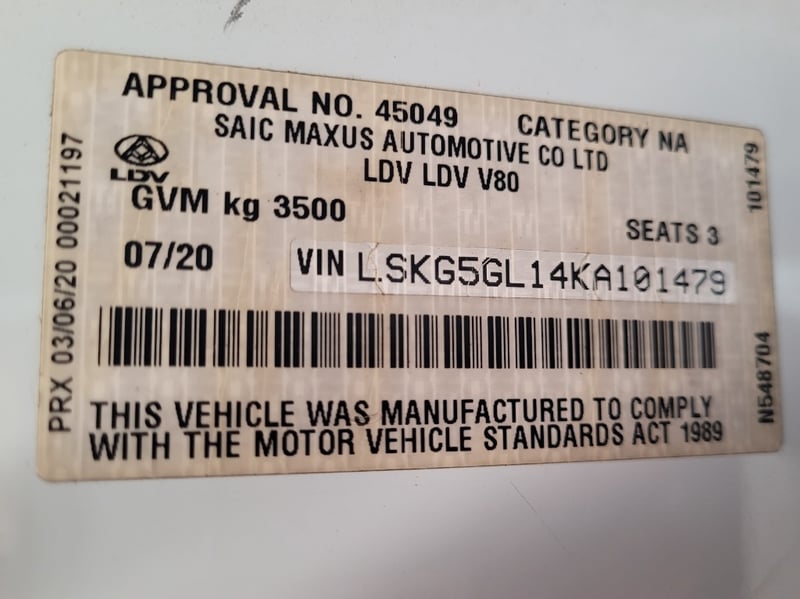 APPROVAL NO. 45049 CATEGORY NA
SAIC MAXUS AUTOMOTIVE CO LTD
LDV LDV V80
LDV
GVM kg 3500
SEATS 3
07/20
VIN LSKG5GL14KA101479
THIS VEHICLE WAS MANUFACTURED TO COMPLY
WITH THE MOTOR VEHICLE STANDARDS ACT 1989
PRX 03/06/20 00021197
101479
N548704